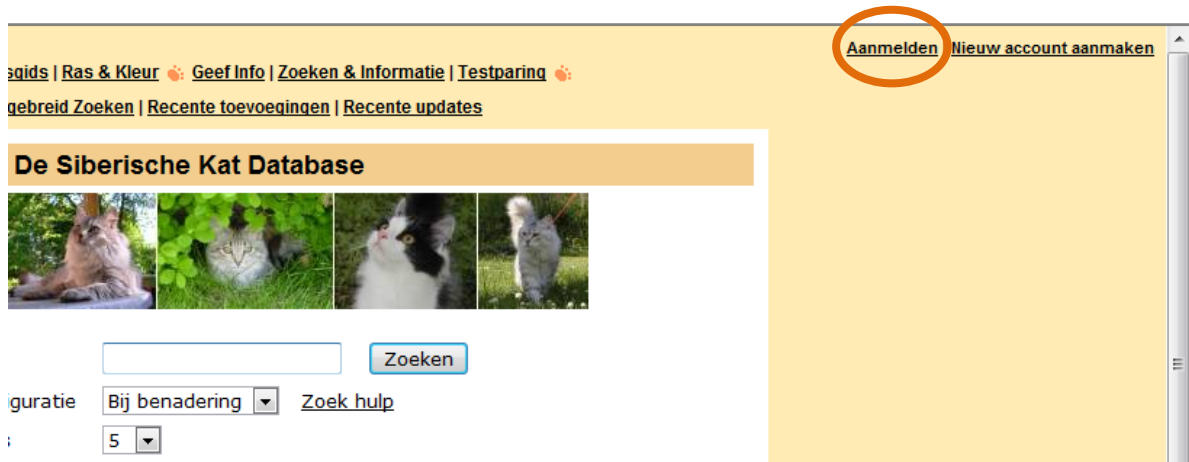 Aanmelden Nieuw account aanmaken
sgids | Ras & Kleur Geef Info | Zoeken & Informatie | Testparing
gebreid Zoeken | Recente toevoegingen | Recente updates
De Siberische Kat Database
Zoeken
iguratie Bij benadering Zoek hulp
s 5